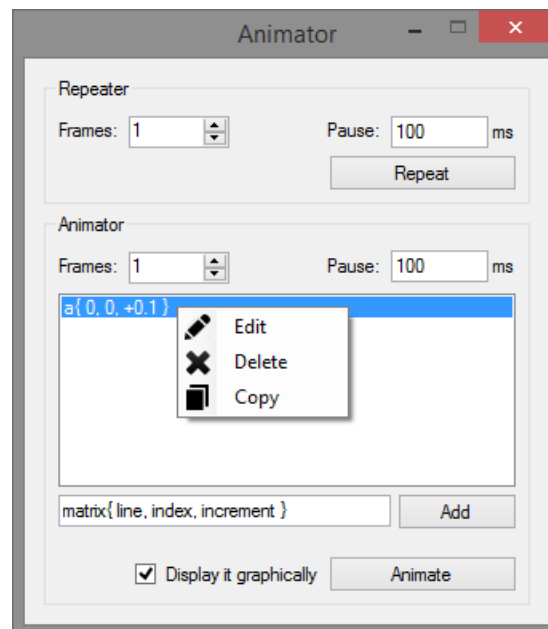 Animator
Repeater
Frames: 1 Pause: 100 ms
Repeat
Animator
Frames: 1 Pause: 100 ms
a{ 0, 0, +0.1 }
Edit
Delete
Copy
matrix{ line, index, increment } Add
Display it graphically Animate